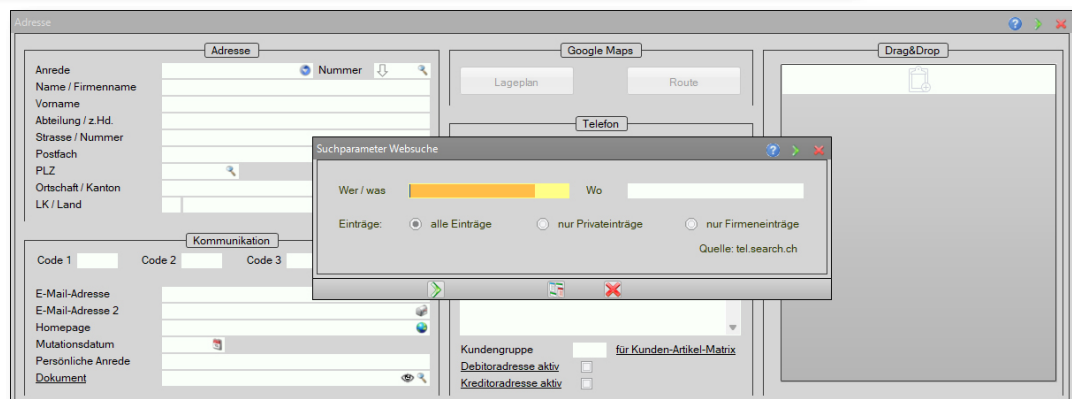 Adresse
Adresse
Anrede
Nummer
Name / Firmenname
Vorname
Abteilung / z.Hd.
Strasse / Nummer
Postfach
PLZ
Ortschaft / Kanton
LK / Land
Google Maps
Lageplan
Route
Telefon
Drag&Drop
Suchparameter Websuche
Wer / was
Wo
Einträge:
alle Einträge
nur Privateinträge
nur Firmeneinträge
Quelle: tel.search.ch
Kommunikation
Code 1
Code 2
Code 3
E-Mail-Adresse
E-Mail-Adresse 2
Homepage
Mutationsdatum
Persönliche Anrede
Dokument
Kundengruppe
für Kunden-Artikel-Matrix
Debitoradresse aktiv
Kreditoradresse aktiv